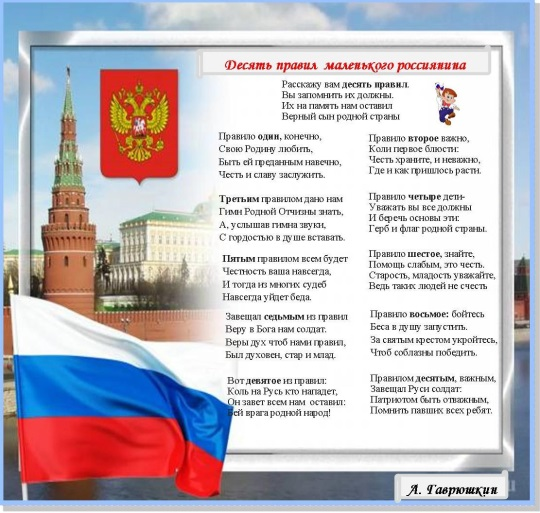 Десять правил маленького россиянина
Расскажу вам десять правил.
Вы запомнить их должны.
Их на память нам оставил
Верный сын родной страны
Правило один, конечно,
Свою Родину любить,
Быть ей преданным навечно,
Честь и славу заслужить.
Правило второе важно,
Коли первое блюсти:
Честь храните, и неважно,
Где и как пришлось расти.
Третьим правилом дано нам
Гимн Родной Отчизны знать,
А, услышав гимна звуки,
С гордостью в душе вставать.
Правило четыре дети-
Уважать вы все должны
И беречь основы эти:
Герб и флаг родной страны.
Пятым правилом всем будет
Честность ваша навсегда,
И тогда из многих судеб
Навсегда уйдет беда.
Правило шестое, знайте,
Помощь слабым, это честь.
Старость, младость уважайте,
Ведь таких людей не счесть
Завещал седьмым из правил
Веру в Бога нам солдат.
Веры дух чтоб нами правил,
Был духовен, стар и млад.
Правило восьмое: бойтесь
Беса в душу запустить.
За святым крестом укройтесь,
Чтоб соблазны победить.
Вот девятое из правил:
Коль на Русь кто нападет,
Он завет всем нам оставил:
Бей врага родной народ!
Правилом десятым, важным,
Завещал Руси солдат:
Патриотом быть отважным,
Помнить павших всех ребят.
А. Гаврюшкин